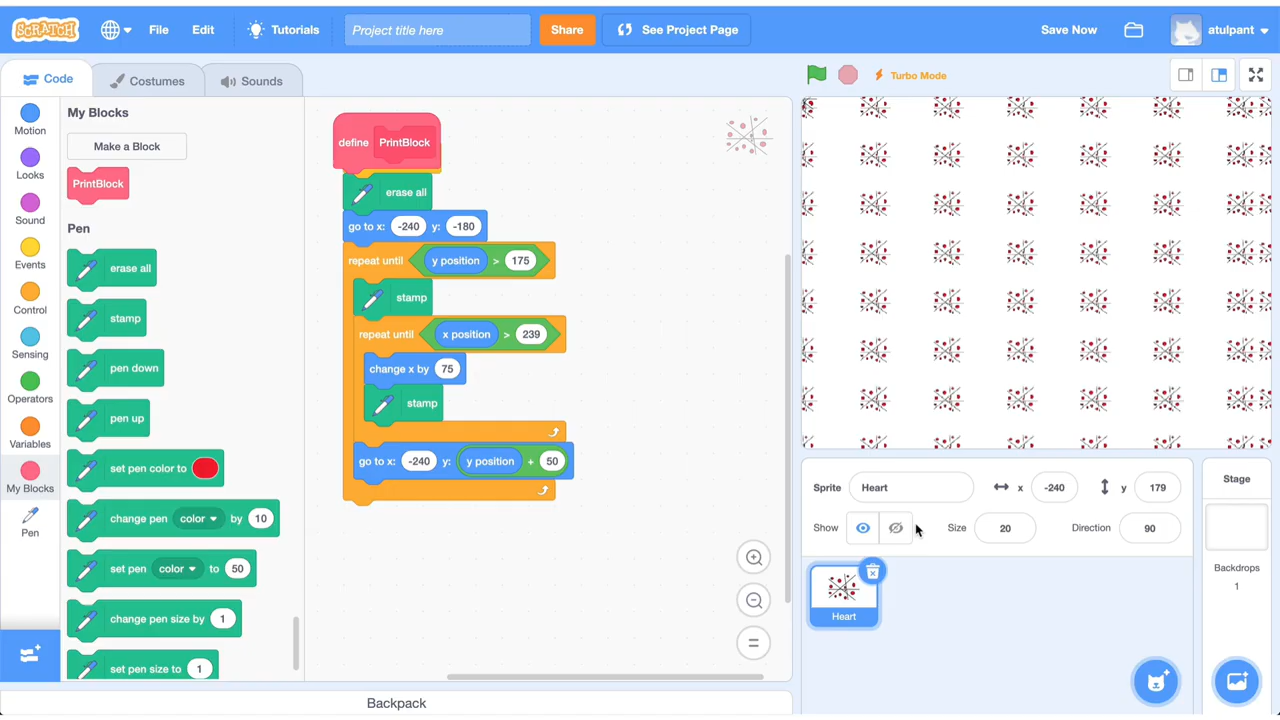 SCRATCH File Edit Tutorials Project title here Share See Project Page Save Now atulpant
Code Costumes Sounds
Turbo Mode
Motion
Looks
Sound
Events
Control
Sensing
Operators
Variables
My Blocks
Pen
My Blocks
Make a Block
PrintBlock
Pen
erase all
stamp
pen down
pen up
set pen color to
change pen color by 10
set pen color to 50
change pen size by 1
set pen size to 1
define PrintBlock
erase all
go to x: -240 y: -180
repeat until y position > 175
stamp
repeat until x position > 239
change x by 75
stamp
go to x: -240 y: y position + 50
Sprite Heart x -240 y 179
Show Size 20 Direction 90
Heart
Stage
Backdrops
1
Backpack